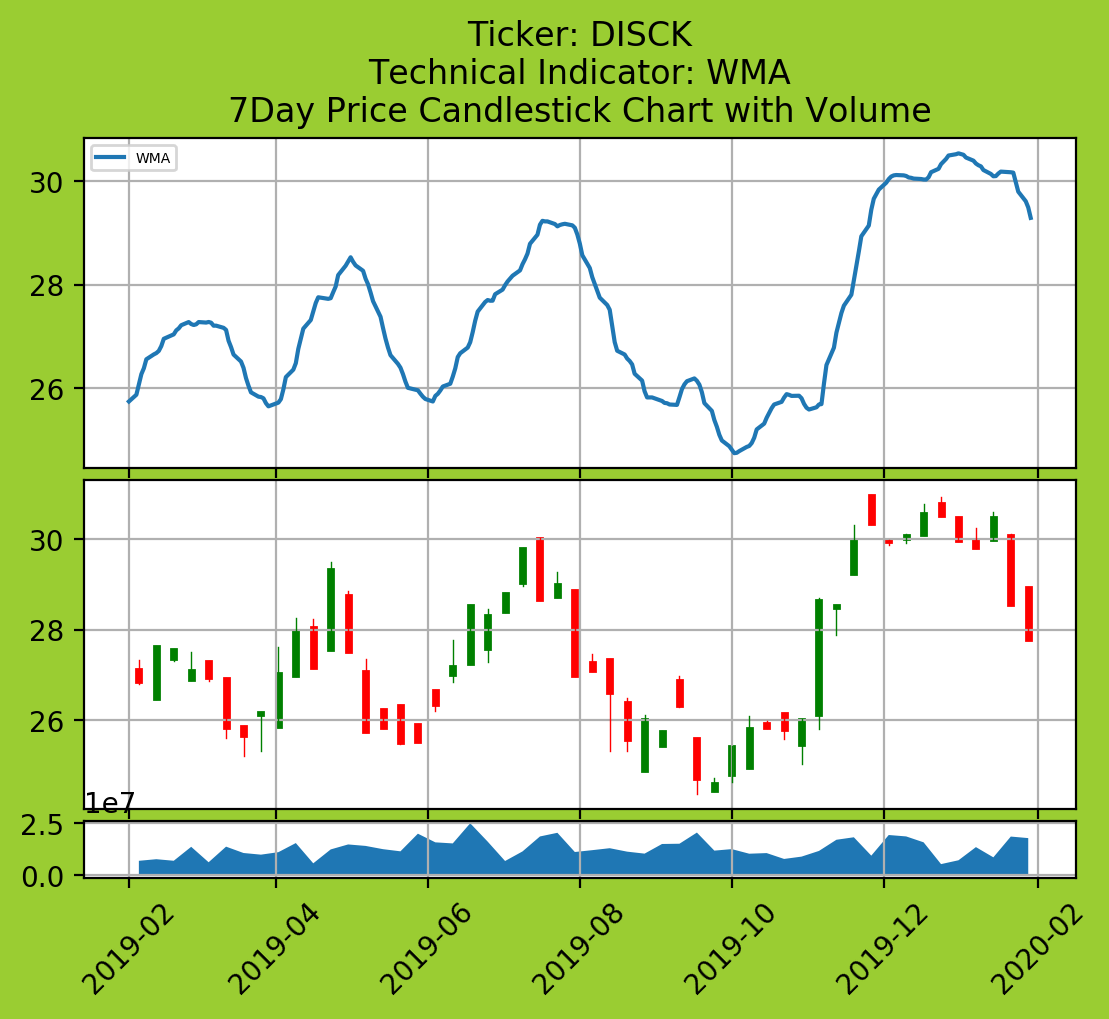 Ticker: DISCK
Technical Indicator: WMA
7Day Price Candlestick Chart with Volume
WMA
30
28
26
30
28
26
1e7
2.5
0.0
2019-02 2019-04 2019-06 2019-08 2019-10 2019-12 2020-02